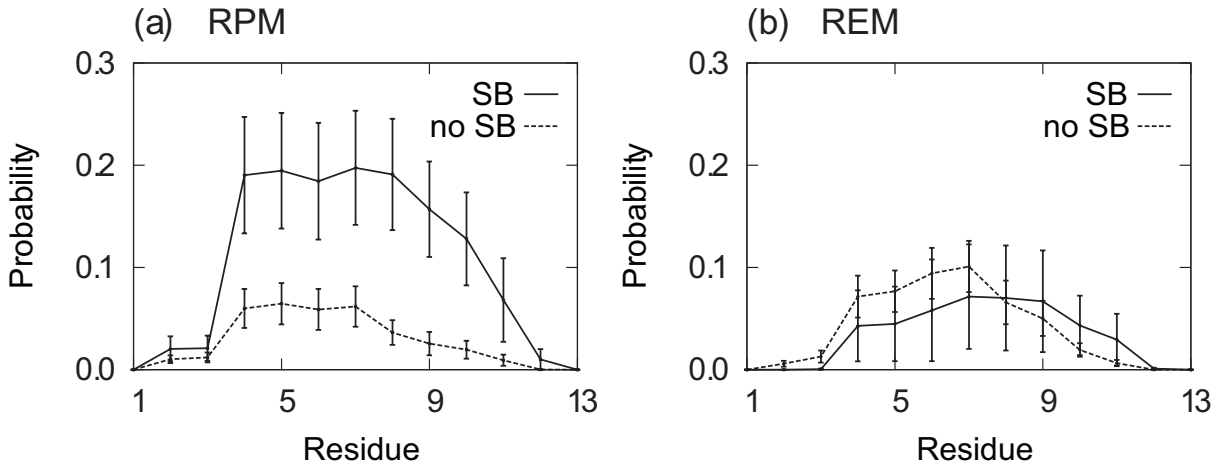 (a) RPM
0.3
0.2
0.1
0.0
Probability
SB
no SB
1 5 9 13
Residue
(b) REM
0.3
0.2
0.1
0.0
Probability
SB
no SB
1 5 9 13
Residue